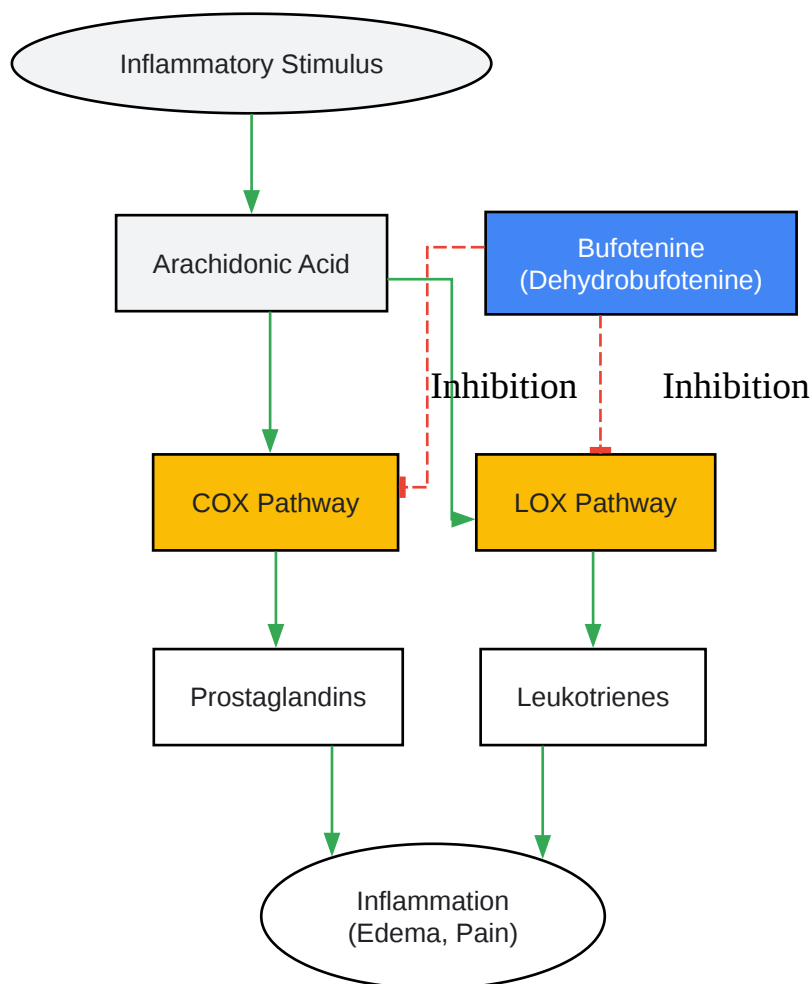 Inflammatory Stimulus
Arachidonic Acid
Bufotenine
(Dehydrobufotenine)
Inhibition
Inhibition
COX Pathway
LOX Pathway
Prostaglandins
Leukotrienes
Inflammation
(Edema, Pain)